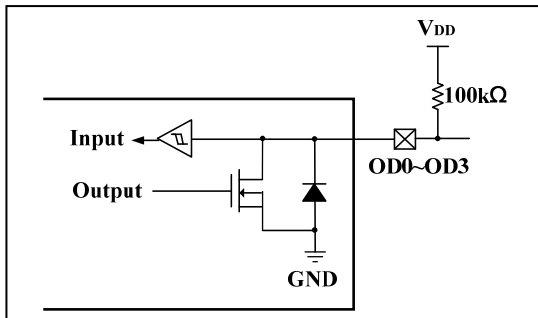 VDD
100kΩ
Input
OD0~OD3
Output
GND